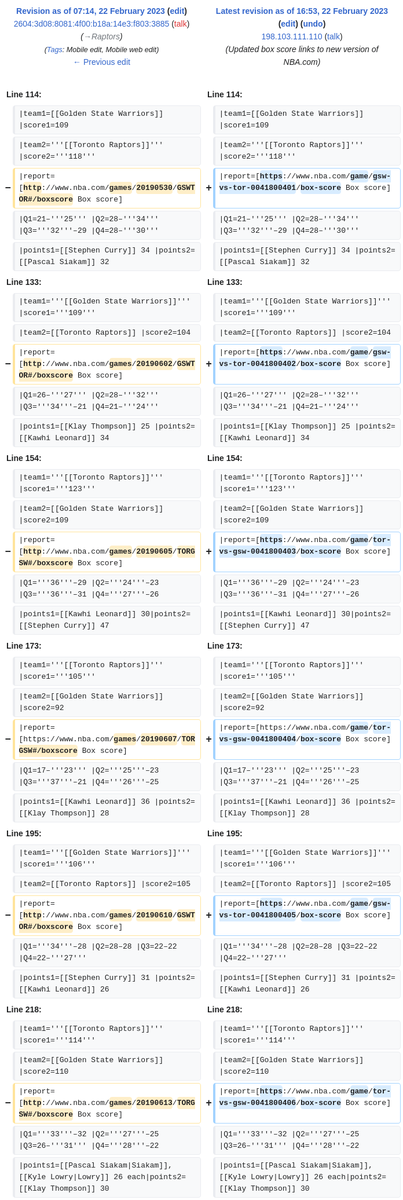 Revision as of 07:14, 22 February 2023 (edit)
2604:3d08:8081:4f00:b18a:14e3:f803:3885 (talk)
(→Raptors)
(Tags: Mobile edit, Mobile web edit)
← Previous edit
Latest revision as of 16:53, 22 February 2023
(edit) (undo)
198.103.111.110 (talk)
(Updated box score links to new version of
NBA.com)
Line 114:
Line 114:
|team1=[[Golden State Warriors]]
|score1=109
|team1=[[Golden State Warriors]]
|score1=109
|team2='''[[Toronto Raptors]]'''
|score2='''118'''
|team2='''[[Toronto Raptors]]'''
|score2='''118'''
− |report=
[http://www.nba.com/games/20190530/GSWT
OR#/boxscore Box score]
+ |report=[https://www.nba.com/game/gsw-
vs-tor-0041800401/box-score Box score]
|Q1=21–'''25''' |Q2=28–'''34'''
|Q3='''32'''–29 |Q4=28–'''30'''
|Q1=21–'''25''' |Q2=28–'''34'''
|Q3='''32'''–29 |Q4=28–'''30'''
|points1=[[Stephen Curry]] 34 |points2=
[[Pascal Siakam]] 32
|points1=[[Stephen Curry]] 34 |points2=
[[Pascal Siakam]] 32
Line 133:
Line 133:
|team1='''[[Golden State Warriors]]'''
|score1='''109'''
|team1='''[[Golden State Warriors]]'''
|score1='''109'''
|team2=[[Toronto Raptors]] |score2=104
|team2=[[Toronto Raptors]] |score2=104
− |report=
[http://www.nba.com/games/20190602/GSWT
OR#/boxscore Box score]
+ |report=[https://www.nba.com/game/gsw-
vs-tor-0041800402/box-score Box score]
|Q1=26–'''27''' |Q2=28–'''32'''
|Q3='''34'''–21 |Q4=21–'''24'''
|Q1=26–'''27''' |Q2=28–'''32'''
|Q3='''34'''–21 |Q4=21–'''24'''
|points1=[[Klay Thompson]] 25 |points2=
[[Kawhi Leonard]] 34
|points1=[[Klay Thompson]] 25 |points2=
[[Kawhi Leonard]] 34
Line 154:
Line 154:
|team1='''[[Toronto Raptors]]'''
|score1='''123'''
|team1='''[[Toronto Raptors]]'''
|score1='''123'''
|team2=[[Golden State Warriors]]
|score2=109
|team2=[[Golden State Warriors]]
|score2=109
− |report=
[http://www.nba.com/games/20190605/TORG
SW#/boxscore Box score]
+ |report=[https://www.nba.com/game/tor-
vs-gsw-0041800403/box-score Box score]
|Q1='''36'''–29 |Q2='''24'''–23
|Q3='''36'''–31 |Q4='''27'''–26
|Q1='''36'''–29 |Q2='''24'''–23
|Q3='''36'''–31 |Q4='''27'''–26
|points1=[[Kawhi Leonard]] 30|points2=
[[Stephen Curry]] 47
|points1=[[Kawhi Leonard]] 30|points2=
[[Stephen Curry]] 47
Line 173:
Line 173:
|team1='''[[Toronto Raptors]]'''
|score1='''105'''
|team1='''[[Toronto Raptors]]'''
|score1='''105'''
|team2=[[Golden State Warriors]]
|score2=92
|team2=[[Golden State Warriors]]
|score2=92
− |report=
[https://www.nba.com/games/20190607/TOR
GSW#/boxscore Box score]
+ |report=[https://www.nba.com/game/tor-
vs-gsw-0041800404/box-score Box score]
|Q1=17–'''23''' |Q2='''25'''–23
|Q3='''37'''–21 |Q4='''26'''–25
|Q1=17–'''23''' |Q2='''25'''–23
|Q3='''37'''–21 |Q4='''26'''–25
|points1=[[Kawhi Leonard]] 36 |points2=
[[Klay Thompson]] 28
|points1=[[Kawhi Leonard]] 36 |points2=
[[Klay Thompson]] 28
Line 195:
Line 195:
|team1='''[[Golden State Warriors]]'''
|score1='''106'''
|team1='''[[Golden State Warriors]]'''
|score1='''106'''
|team2=[[Toronto Raptors]] |score2=105
|team2=[[Toronto Raptors]] |score2=105
− |report=
[http://www.nba.com/games/20190610/GSWT
OR#/boxscore Box score]
+ |report=[https://www.nba.com/game/gsw-
vs-tor-0041800405/box-score Box score]
|Q1='''34'''–28 |Q2=28–28 |Q3=22–22
|Q4=22–'''27'''
|Q1='''34'''–28 |Q2=28–28 |Q3=22–22
|Q4=22–'''27'''
|points1=[[Stephen Curry]] 31 |points2=
[[Kawhi Leonard]] 26
|points1=[[Stephen Curry]] 31 |points2=
[[Kawhi Leonard]] 26
Line 218:
Line 218:
|team1='''[[Toronto Raptors]]'''
|score1='''114'''
|team1='''[[Toronto Raptors]]'''
|score1='''114'''
|team2=[[Golden State Warriors]]
|score2=110
|team2=[[Golden State Warriors]]
|score2=110
− |report=
[http://www.nba.com/games/20190613/TORG
SW#/boxscore Box score]
+ |report=[https://www.nba.com/game/tor-
vs-gsw-0041800406/box-score Box score]
|Q1='''33'''–32 |Q2='''27'''–25
|Q3=26–'''31''' |Q4='''28'''–22
|Q1='''33'''–32 |Q2='''27'''–25
|Q3=26–'''31''' |Q4='''28'''–22
|points1=[[Pascal Siakam|Siakam]],
[[Kyle Lowry|Lowry]] 26 each|points2=
[[Klay Thompson]] 30
|points1=[[Pascal Siakam|Siakam]],
[[Kyle Lowry|Lowry]] 26 each|points2=
[[Klay Thompson]] 30